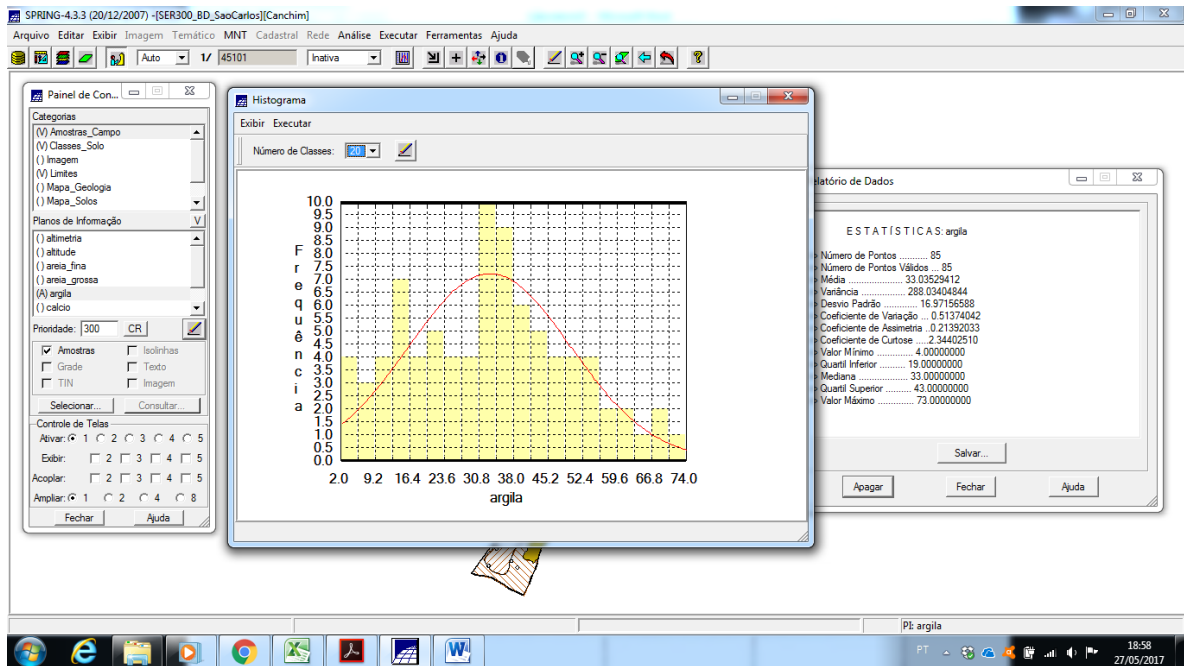 SPRING-4.3.3 (20/12/2007) -[SER300_BD_SaoCarlos][Canchim]
Arquivo Editar Exibir Imagem Temático MNT Cadastral Rede Análise Executar Ferramentas Ajuda
Auto 1/ 45101 Inativa
Painel de Con...
Categorias
(V) Amostras_Campo
(V) Classes_Solo
( ) Imagem
(V) Limites
( ) Mapa_Geologia
( ) Mapa_Solos
Planos de Informação V
( ) altimetria
( ) altitude
( ) areia_fina
( ) areia_grossa
(A) argila
( ) calcio
Prioridade: 300 CR
Amostras Isolinhas
Grade Texto
TIN Imagem
Selecionar... Consultar...
Controle de Telas
Ativar: 1 2 3 4 5
Exibir: 2 3 4 5
Acoplar: 2 3 4 5
Ampliar: 1 2 4 8
Fechar Ajuda
Histograma
Exibir Executar
Número de Classes: 20
Frequência
10.0
9.5
9.0
8.5
8.0
7.5
7.0
6.5
6.0
5.5
5.0
4.5
4.0
3.5
3.0
2.5
2.0
1.5
1.0
0.5
0.0
2.0 9.2 16.4 23.6 30.8 38.0 45.2 52.4 59.6 66.8 74.0
argila
elatório de Dados
E S T A T Í S T I C A S: argila
> Número de Pontos .......... 85
> Número de Pontos Válidos ... 85
> Média .................... 33.03529412
> Variância ................ 288.03404844
> Desvio Padrão ............ 16.97156588
> Coeficiente de Variação ... 0.51374042
> Coeficiente de Assimetria ..0.21392033
> Coeficiente de Curtose ....2.34402510
> Valor Mínimo ............. 4.00000000
> Quartil Inferior .......... 19.00000000
> Mediana ................... 33.00000000
> Quartil Superior ......... 43.00000000
> Valor Máximo .............. 73.00000000
Salvar...
Apagar Fechar Ajuda
PI: argila
PT
18:58
27/05/2017